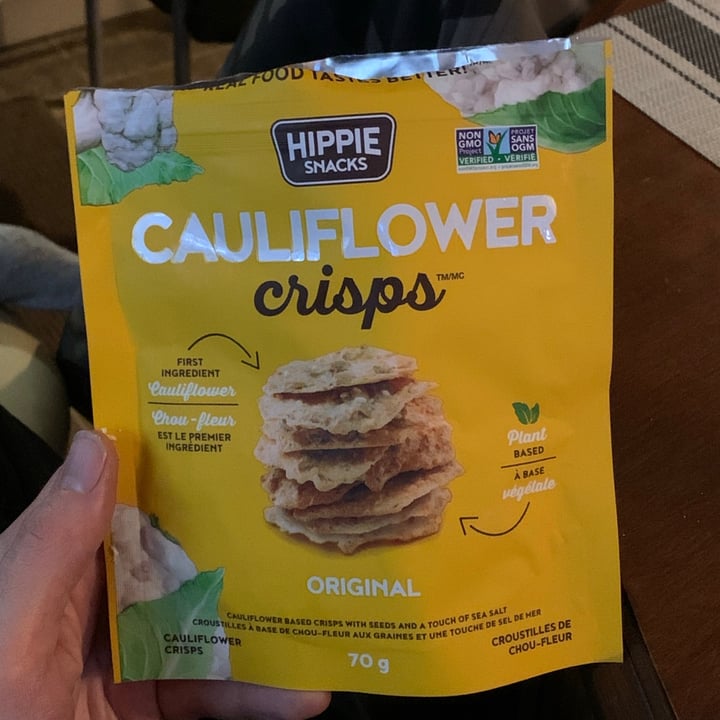 REAL FOOD TASTES BETTER!
HIPPIE
SNACKS
NON
GMO
Project
VERIFIED
PROJET
SANS
OGM
VÉRIFIÉ
CAULIFLOWER
crisps TM/MC
FIRST
INGREDIENT
Cauliflower
Chou-fleur
EST LE PREMIER
INGRÉDIENT
Plant
BASED
À BASE
végétale
ORIGINAL
CAULIFLOWER BASED CRISPS WITH SEEDS AND A TOUCH OF SEA SALT
CROUSTILLES À BASE DE CHOU-FLEUR AUX GRAINES ET UNE TOUCHE DE SEL DE MER
CAULIFLOWER
CRISPS
70 g
CROUSTILLES DE
CHOU-FLEUR